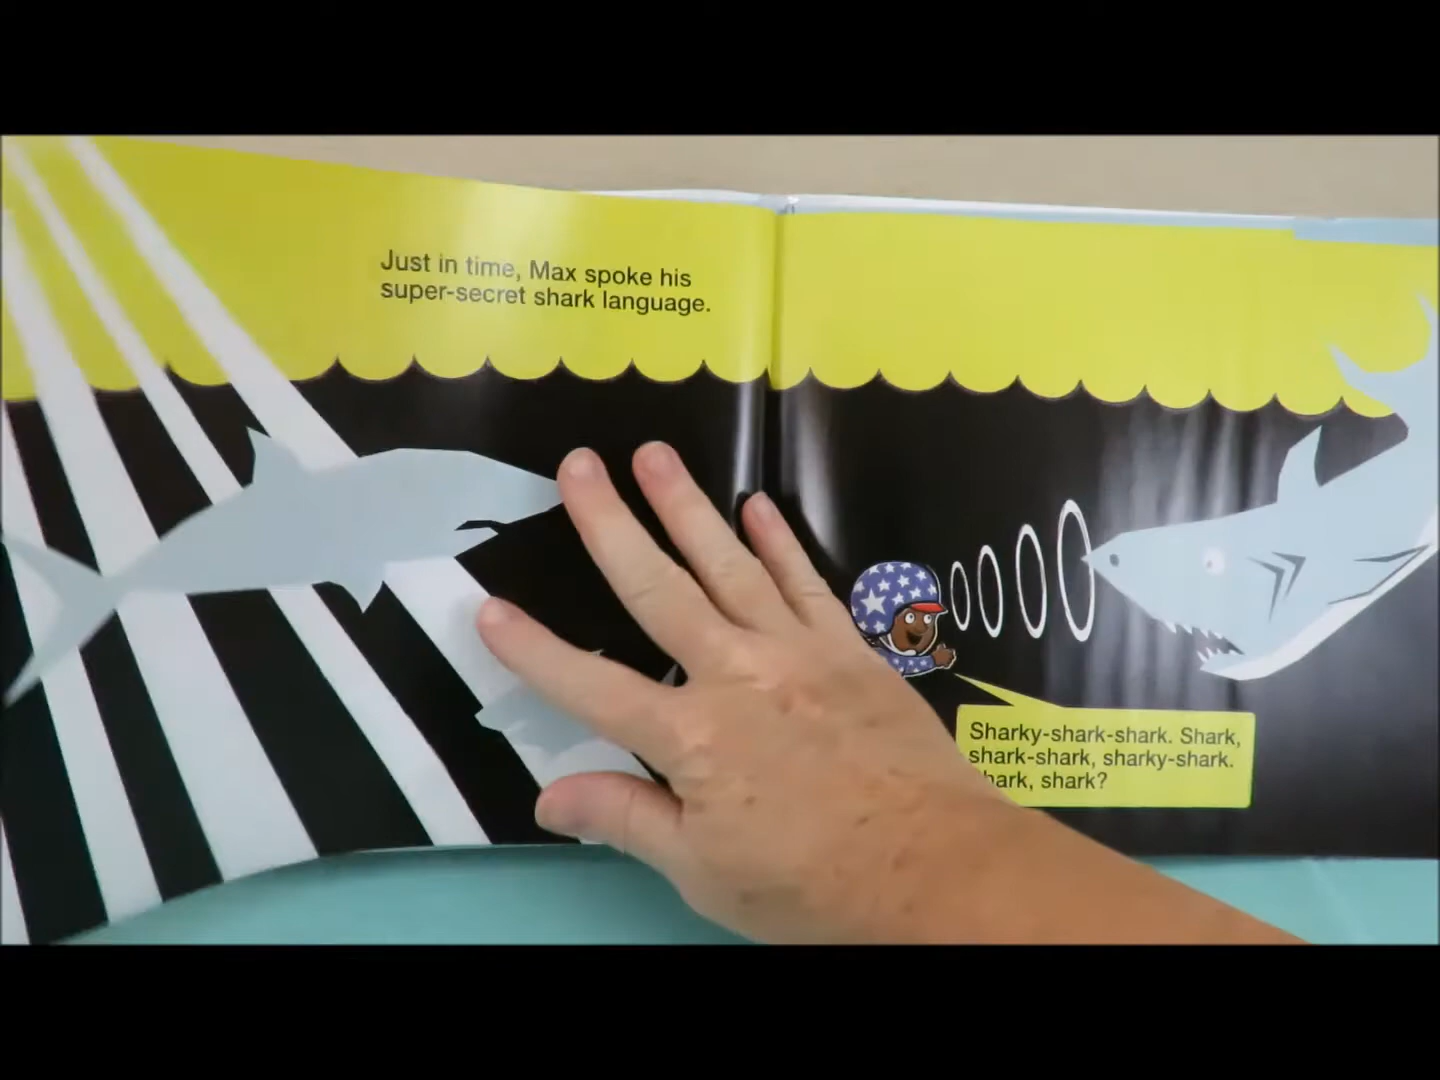 Just in time, Max spoke his
super-secret shark language.
Sharky-shark-shark. Shark,
shark-shark, sharky-shark.
shark?